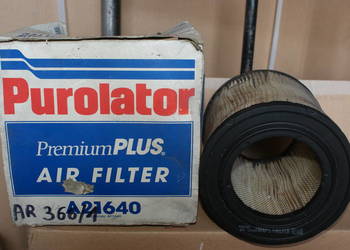 Purolator
PremiumPLUS®
AIR FILTER
A21640
AR 366/1